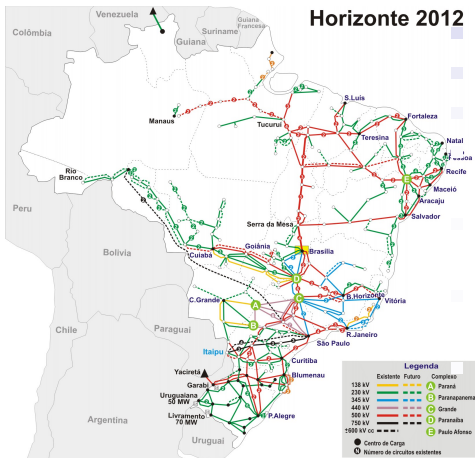 Horizonte 2012
Venezuela
Colômbia
Guiana
Suriname
Guiana
Francesa
Manaus
Tucurui
S.Luís
Fortaleza
Teresina
Natal
Recife
Maceió
Aracaju
Salvador
E
Rio
Branco
Peru
Serra da Mesa
Cuiabá
Goiânia
Brasília
D
C
B.Horizonte
Vitória
Bolívia
C.Grande
A
B
São Paulo
R.Janeiro
Chile
Paraguai
Itaipu
Curitiba
Blumenau
Yaciretá
Garabi
Uruguaiana
50 MW
Livramento
70 MW
P.Alegre
Argentina
Uruguai
Legenda
Existente Futuro Complexo
138 kV A Paraná
230 kV B Paranapanema
345 kV C Grande
440 kV D Paranaíba
500 kV E Paulo Afonso
750 kV
±600 kV cc
Centro de Carga
N Número de circuitos existentes